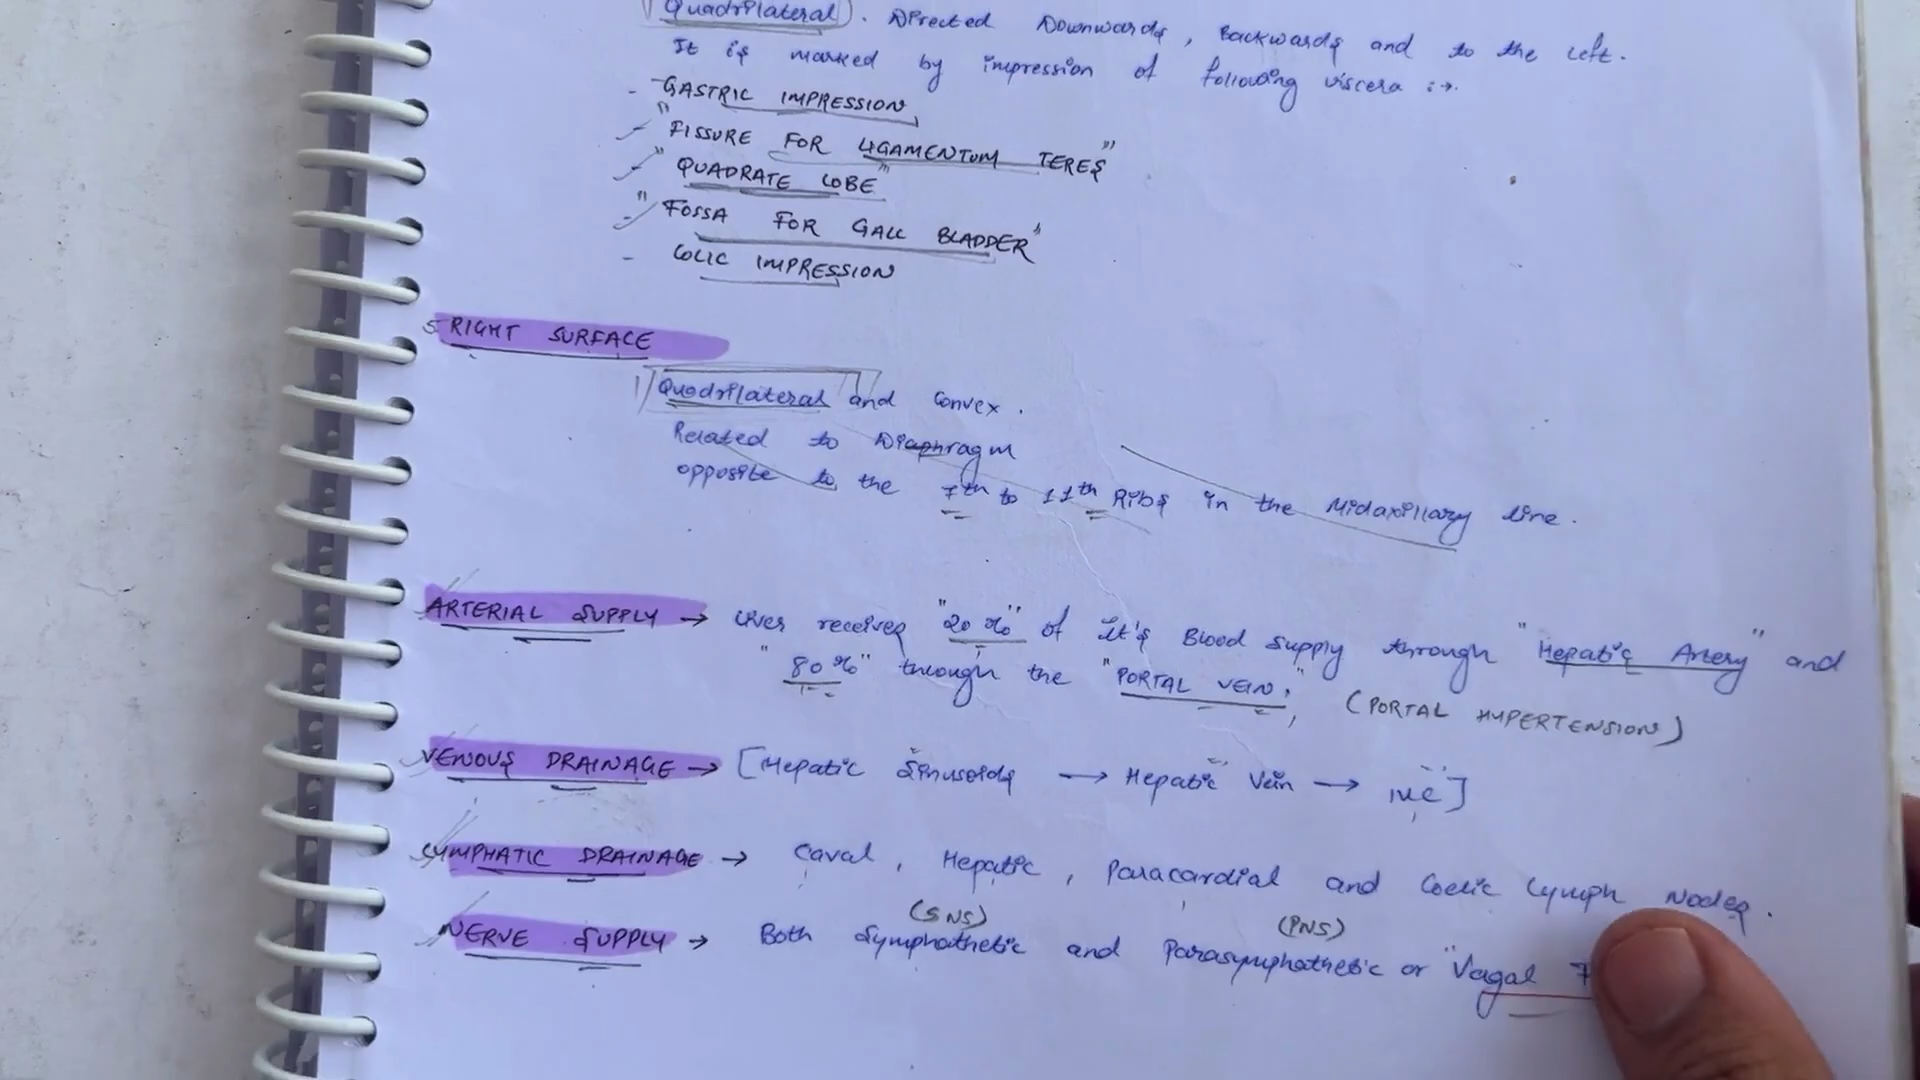 Quadrilateral. Directed Downwards, Backwards and to the left.
It is marked by impression of following viscera :→.
- GASTRIC IMPRESSION
- "FISSURE FOR LIGAMENTUM TERES"
- "QUADRATE LOBE"
- "FOSSA FOR GALL BLADDER"
- COLIC IMPRESSION
5 RIGHT SURFACE
Quadrilateral and Convex.
Related to Diaphragm
opposite to the 7th to 11th Ribs in the Midaxillary line.
ARTERIAL SUPPLY → Liver receives "20%" of It's Blood Supply through "Hepatic Artery" and
"80%" through the "PORTAL VEIN," (PORTAL HYPERTENSION)
VENOUS DRAINAGE → [Hepatic Sinusoids → Hepatic Vein → IVC]
LYMPHATIC DRAINAGE → Caval, Hepatic, Paracardial and Coelic Lymph Nodes.
(SNS) (PNS)
NERVE SUPPLY → Both Symphathetic and Parasymphathetic or "Vagal